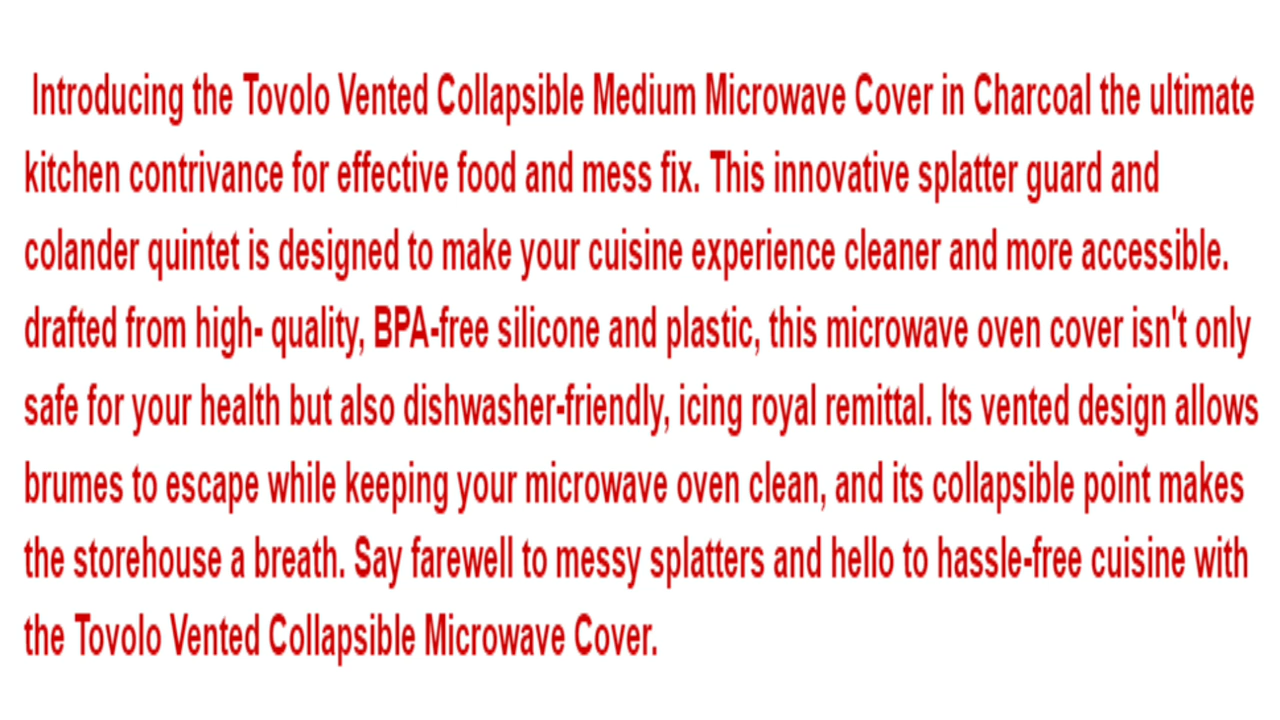 Introducing the Tovolo Vented Collapsible Medium Microwave Cover in Charcoal the ultimate
kitchen contrivance for effective food and mess fix. This innovative splatter guard and
colander quintet is designed to make your cuisine experience cleaner and more accessible.
drafted from high- quality, BPA-free silicone and plastic, this microwave oven cover isn't only
safe for your health but also dishwasher-friendly, icing royal remittal. Its vented design allows
brumes to escape while keeping your microwave oven clean, and its collapsible point makes
the storehouse a breath. Say farewell to messy splatters and hello to hassle-free cuisine with
the Tovolo Vented Collapsible Microwave Cover.